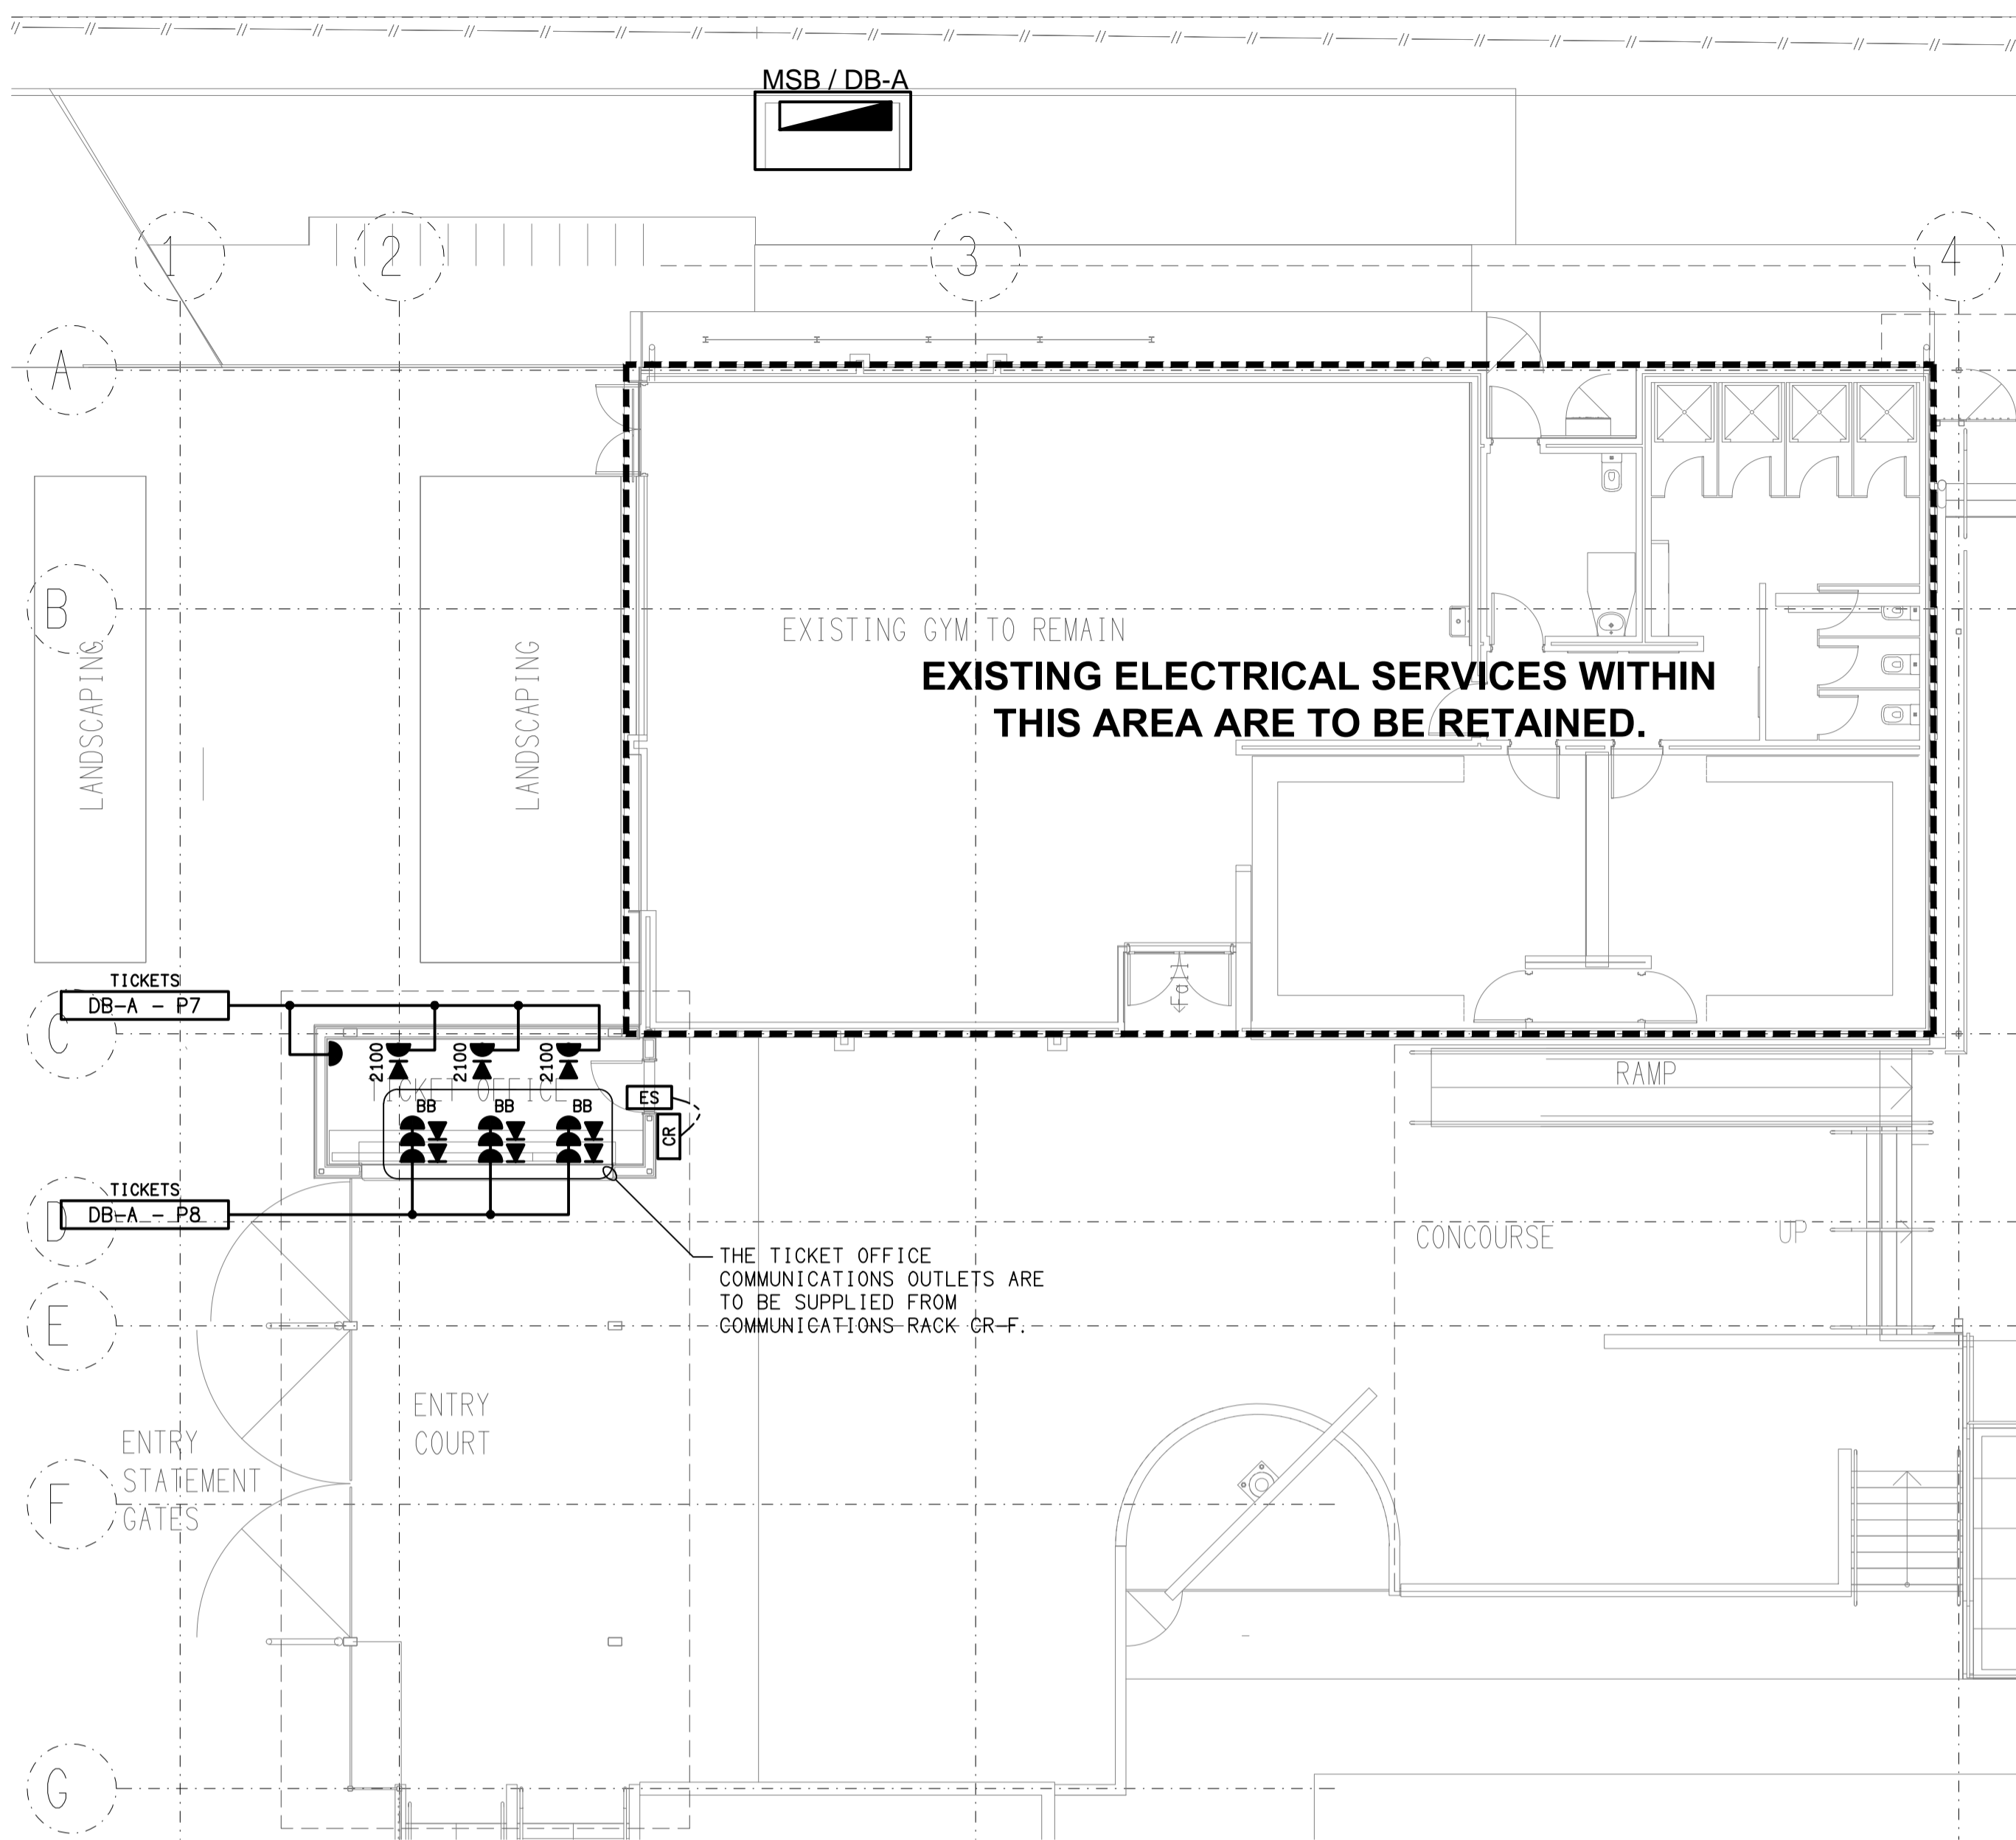 MSB / DB-A
1
2
3
4
A
B
EXISTING GYM TO REMAIN
EXISTING ELECTRICAL SERVICES WITHIN
THIS AREA ARE TO BE RETAINED.
LANDSCAPING
LANDSCAPING
TICKETS
DB-A - P7
C
2100
2100
2100
TICKET OFFICE
BB
BB
BB
ES
CR
RAMP
TICKETS
DB-A - P8
D
CONCOURSE
UP
THE TICKET OFFICE
COMMUNICATIONS OUTLETS ARE
TO BE SUPPLIED FROM
COMMUNICATIONS RACK CR-F.
E
ENTRY
COURT
ENTRY
STATEMENT
GATES
F
G